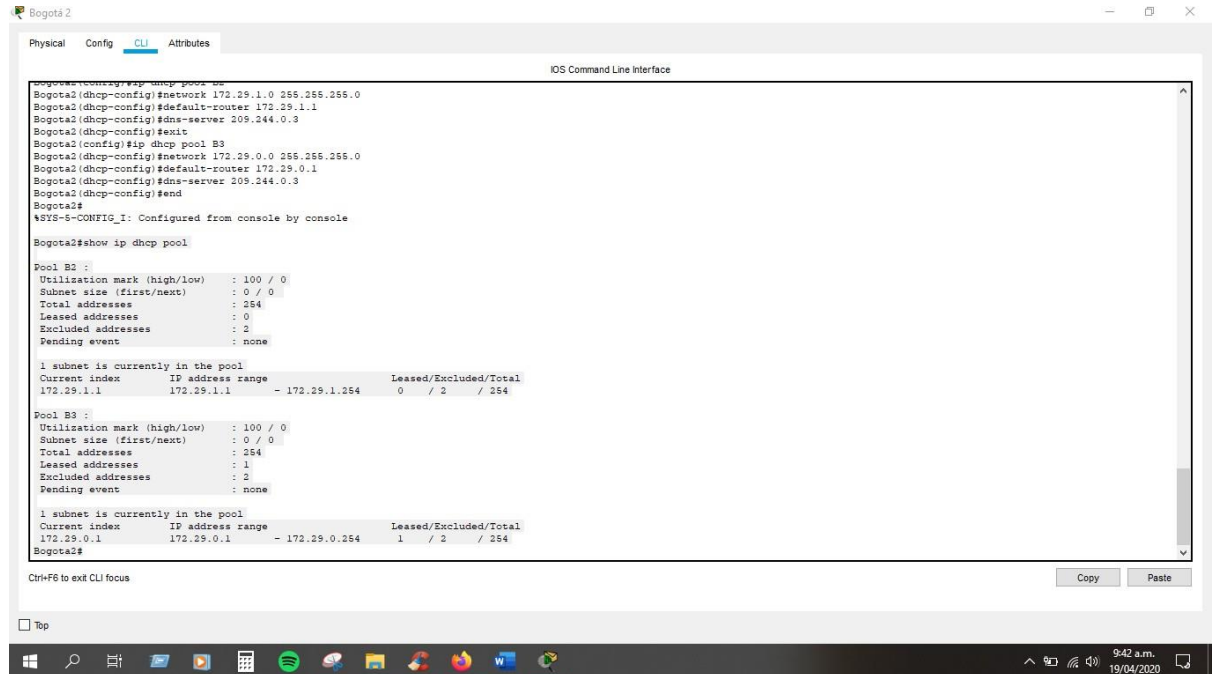 Bogotá 2
Physical Config CLI Attributes
IOS Command Line Interface
Bogota2(config)#ip dhcp pool B2
Bogota2(dhcp-config)#network 172.29.1.0 255.255.255.0
Bogota2(dhcp-config)#default-router 172.29.1.1
Bogota2(dhcp-config)#dns-server 209.244.0.3
Bogota2(dhcp-config)#exit
Bogota2(config)#ip dhcp pool B3
Bogota2(dhcp-config)#network 172.29.0.0 255.255.255.0
Bogota2(dhcp-config)#default-router 172.29.0.1
Bogota2(dhcp-config)#dns-server 209.244.0.3
Bogota2(dhcp-config)#end
Bogota2#
%SYS-5-CONFIG_I: Configured from console by console
Bogota2#show ip dhcp pool
Pool B2 :
Utilization mark (high/low) : 100 / 0
Subnet size (first/next) : 0 / 0
Total addresses : 254
Leased addresses : 0
Excluded addresses : 2
Pending event : none
1 subnet is currently in the pool
Current index IP address range Leased/Excluded/Total
172.29.1.1 172.29.1.1 - 172.29.1.254 0 / 2 / 254
Pool B3 :
Utilization mark (high/low) : 100 / 0
Subnet size (first/next) : 0 / 0
Total addresses : 254
Leased addresses : 1
Excluded addresses : 2
Pending event : none
1 subnet is currently in the pool
Current index IP address range Leased/Excluded/Total
172.29.0.1 172.29.0.1 - 172.29.0.254 1 / 2 / 254
Bogota2#
Ctrl+F6 to exit CLI focus
Copy Paste
Top
9:42 a.m.
19/04/2020